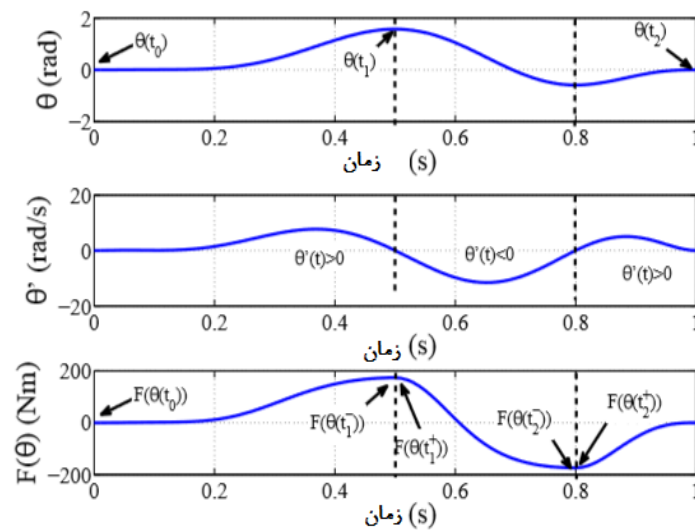 θ (rad)
2
0
−2
θ(t₀)
θ(t₁)
θ(t₂)
0 0.2 0.4 0.6 0.8 1
زمان (s)
θ’ (rad/s)
20
0
−20
θ’(t)>0
θ’(t)<0
θ’(t)>0
0 0.2 0.4 0.6 0.8 1
زمان (s)
F(θ) (Nm)
200
0
−200
F(θ(t₀))
F(θ(t₁⁻))
F(θ(t₁⁺))
F(θ(t₂⁻))
F(θ(t₂⁺))
0 0.2 0.4 0.6 0.8 1
زمان (s)